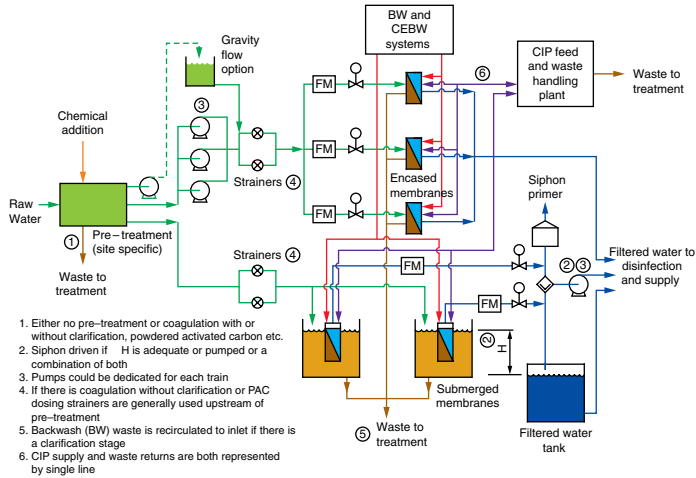 BW and
CEBW
systems
Gravity
flow
option
CIP feed
and waste
handling
plant
Waste to
treatment
Chemical
addition
FM
6
3
Strainers 4
FM
Encased
membranes
FM
Raw
Water
Pre–treatment
(site specific)
1
Waste to
treatment
Siphon
primer
Strainers 4
FM
2 3
Filtered water to
disinfection
and supply
FM
2
H
Submerged
membranes
Filtered water
tank
5 Waste to
treatment
1. Either no pre–treatment or coagulation with or
without clarification, powdered activated carbon etc.
2. Siphon driven if H is adequate or pumped or a
combination of both
3. Pumps could be dedicated for each train
4. If there is coagulation without clarification or PAC
dosing strainers are generally used upstream of
pre–treatment
5. Backwash (BW) waste is recirculated to inlet if there is
a clarification stage
6. CIP supply and waste returns are both represented
by single line